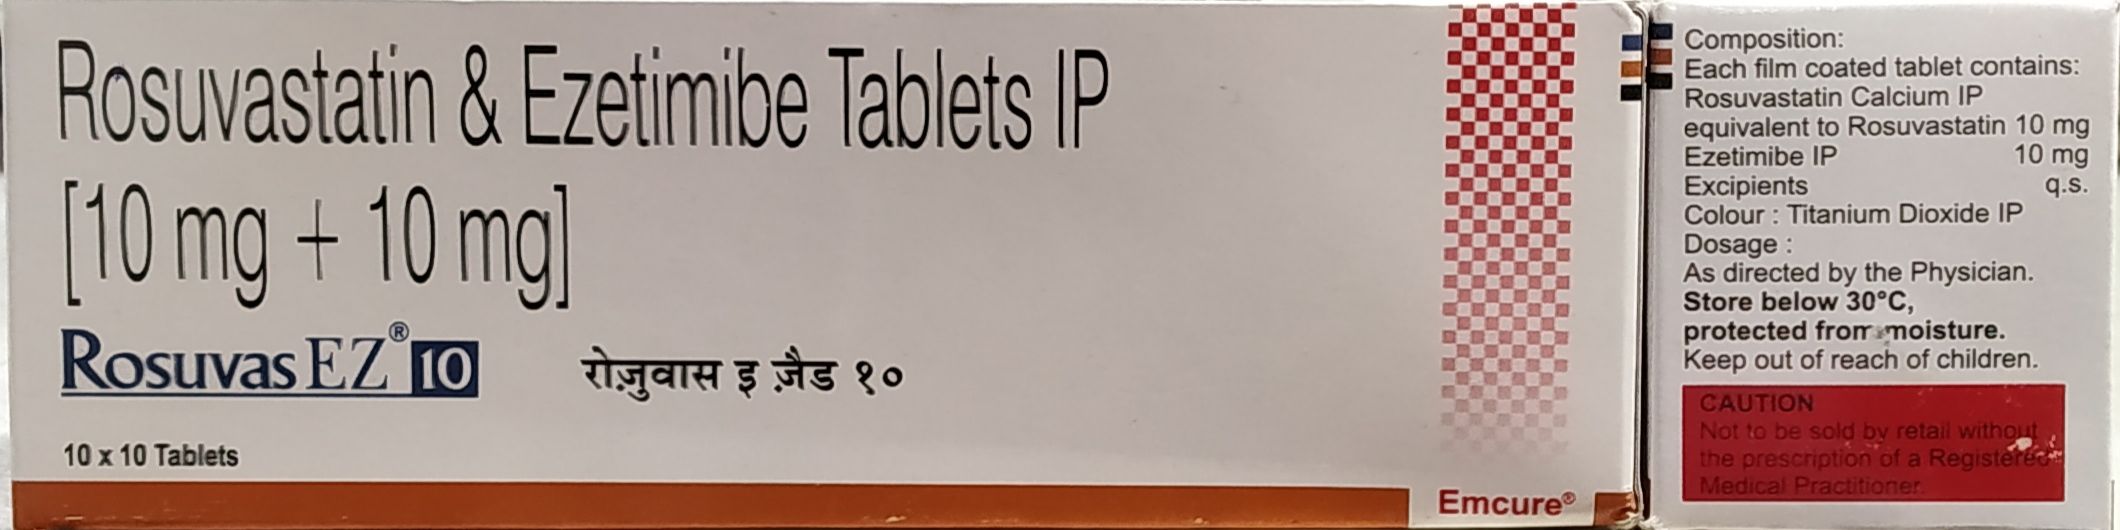 Rosuvastatin & Ezetimibe Tablets IP
[10 mg + 10 mg]
Rosuvas EZ® 10
रोज़ुवास इ ज़ैड १०
10 x 10 Tablets
Emcure®
Composition:
Each film coated tablet contains:
Rosuvastatin Calcium IP
equivalent to Rosuvastatin 10 mg
Ezetimibe IP 10 mg
Excipients q.s.
Colour : Titanium Dioxide IP
Dosage :
As directed by the Physician.
Store below 30°C,
protected from moisture.
Keep out of reach of children.
CAUTION
Not to be sold by retail without
the prescription of a Registered
Medical Practitioner.